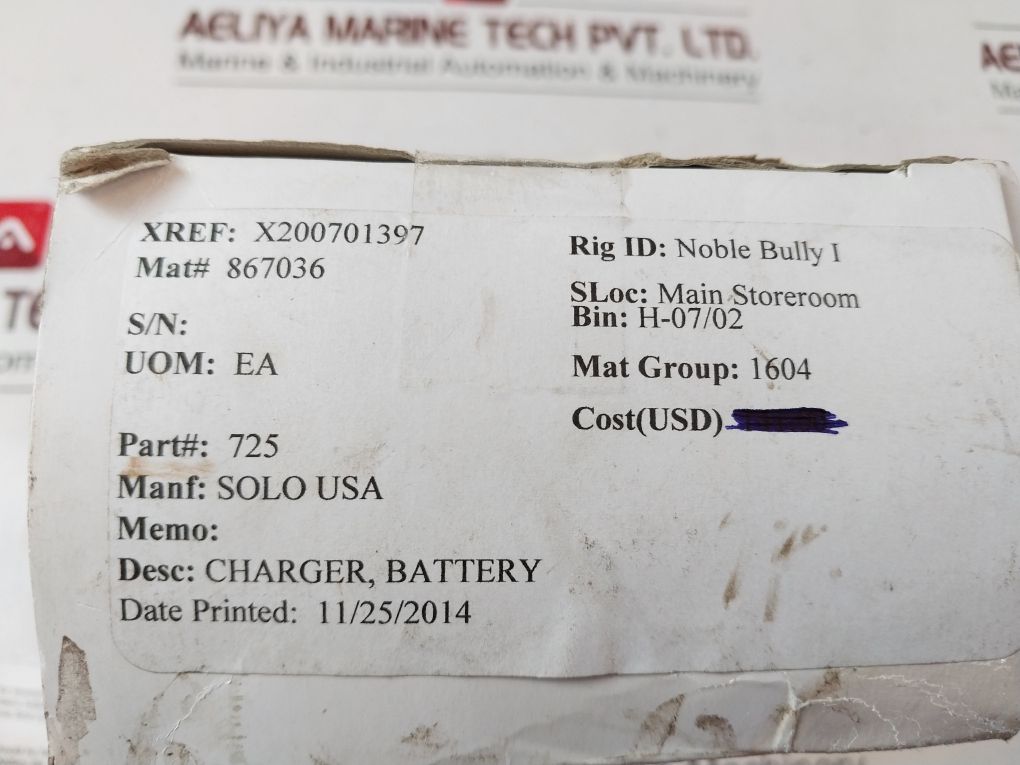 AELIYA MARINE TECH PVT. LTD.
Marine & Industrial Automation & Machinery
XREF: X200701397
Mat# 867036
S/N:
UOM: EA
Part#: 725
Manf: SOLO USA
Memo:
Desc: CHARGER, BATTERY
Date Printed: 11/25/2014
Rig ID: Noble Bully I
SLoc: Main Storeroom
Bin: H-07/02
Mat Group: 1604
Cost(USD)